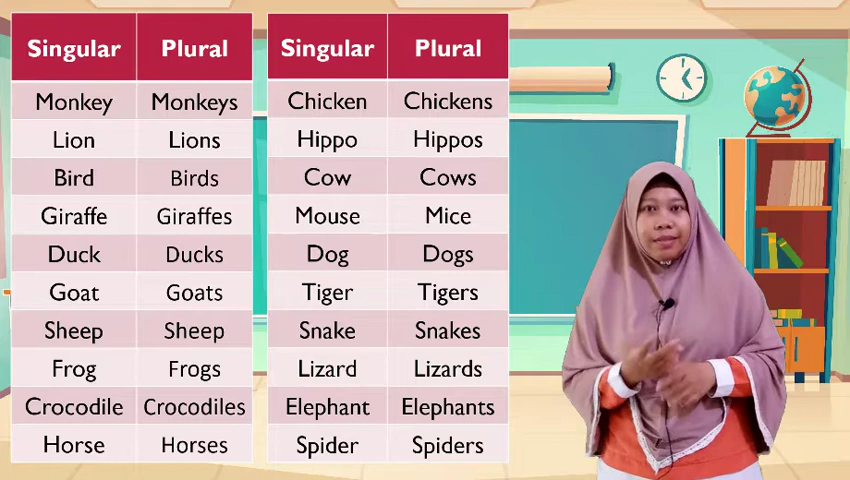 Singular Plural
Monkey Monkeys
Lion Lions
Bird Birds
Giraffe Giraffes
Duck Ducks
Goat Goats
Sheep Sheep
Frog Frogs
Crocodile Crocodiles
Horse Horses
Singular Plural
Chicken Chickens
Hippo Hippos
Cow Cows
Mouse Mice
Dog Dogs
Tiger Tigers
Snake Snakes
Lizard Lizards
Elephant Elephants
Spider Spiders